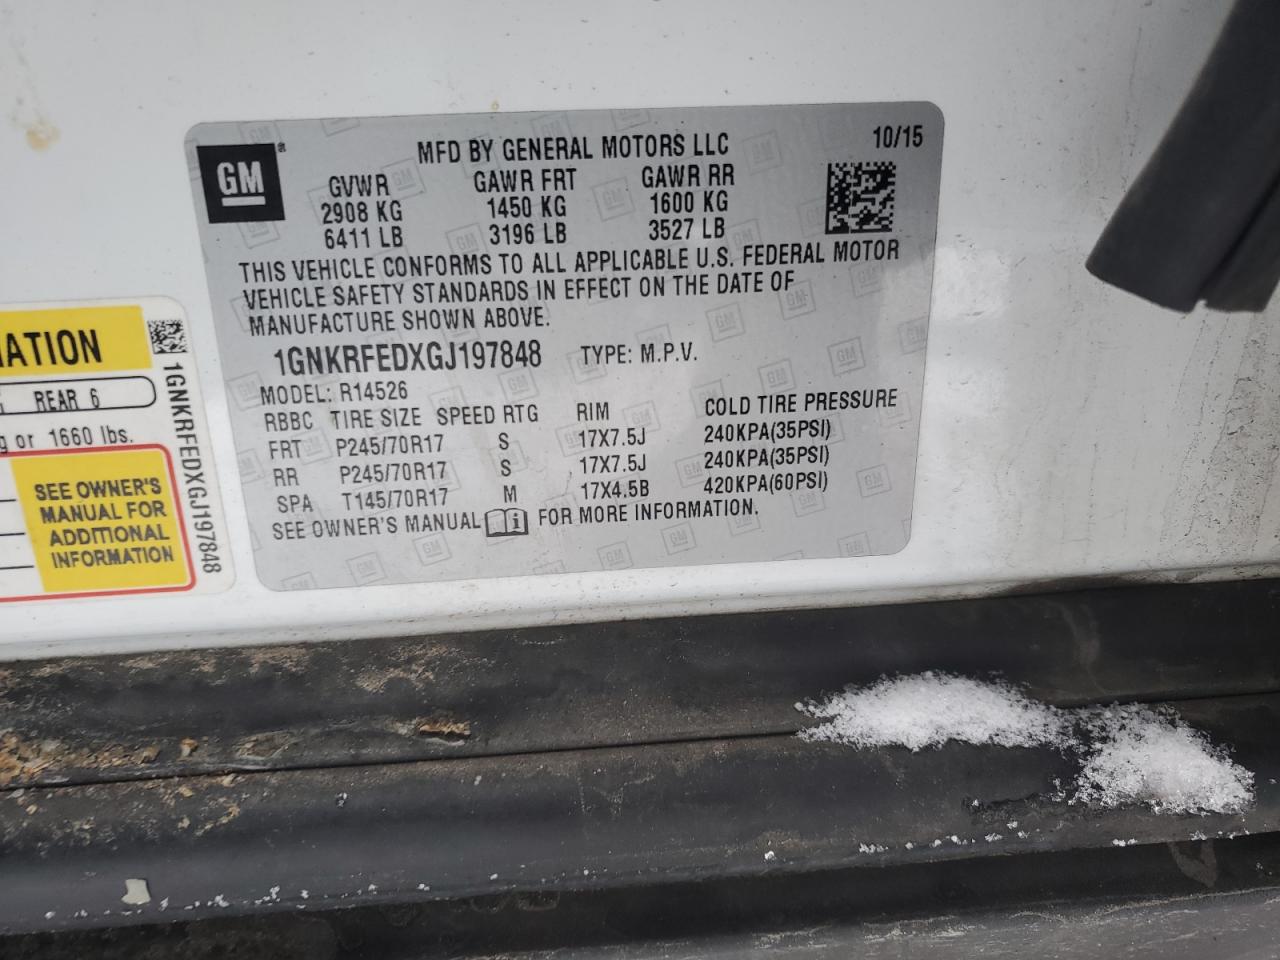 GM
MFD BY GENERAL MOTORS LLC
10/15
GVWR GAWR FRT GAWR RR
2908 KG 1450 KG 1600 KG
6411 LB 3196 LB 3527 LB
THIS VEHICLE CONFORMS TO ALL APPLICABLE U.S. FEDERAL MOTOR
VEHICLE SAFETY STANDARDS IN EFFECT ON THE DATE OF
MANUFACTURE SHOWN ABOVE.
1GNKRFEDXGJ197848 TYPE: M.P.V.
MODEL: R14526
RBBC TIRE SIZE SPEED RTG RIM COLD TIRE PRESSURE
FRT P245/70R17 S 17X7.5J 240KPA(35PSI)
RR P245/70R17 S 17X7.5J 240KPA(35PSI)
SPA T145/70R17 M 17X4.5B 420KPA(60PSI)
SEE OWNER'S MANUAL FOR MORE INFORMATION.
ATION
REAR 6
g or 1660 lbs.
SEE OWNER'S
MANUAL FOR
ADDITIONAL
INFORMATION
1GNKRFEDXGJ197848